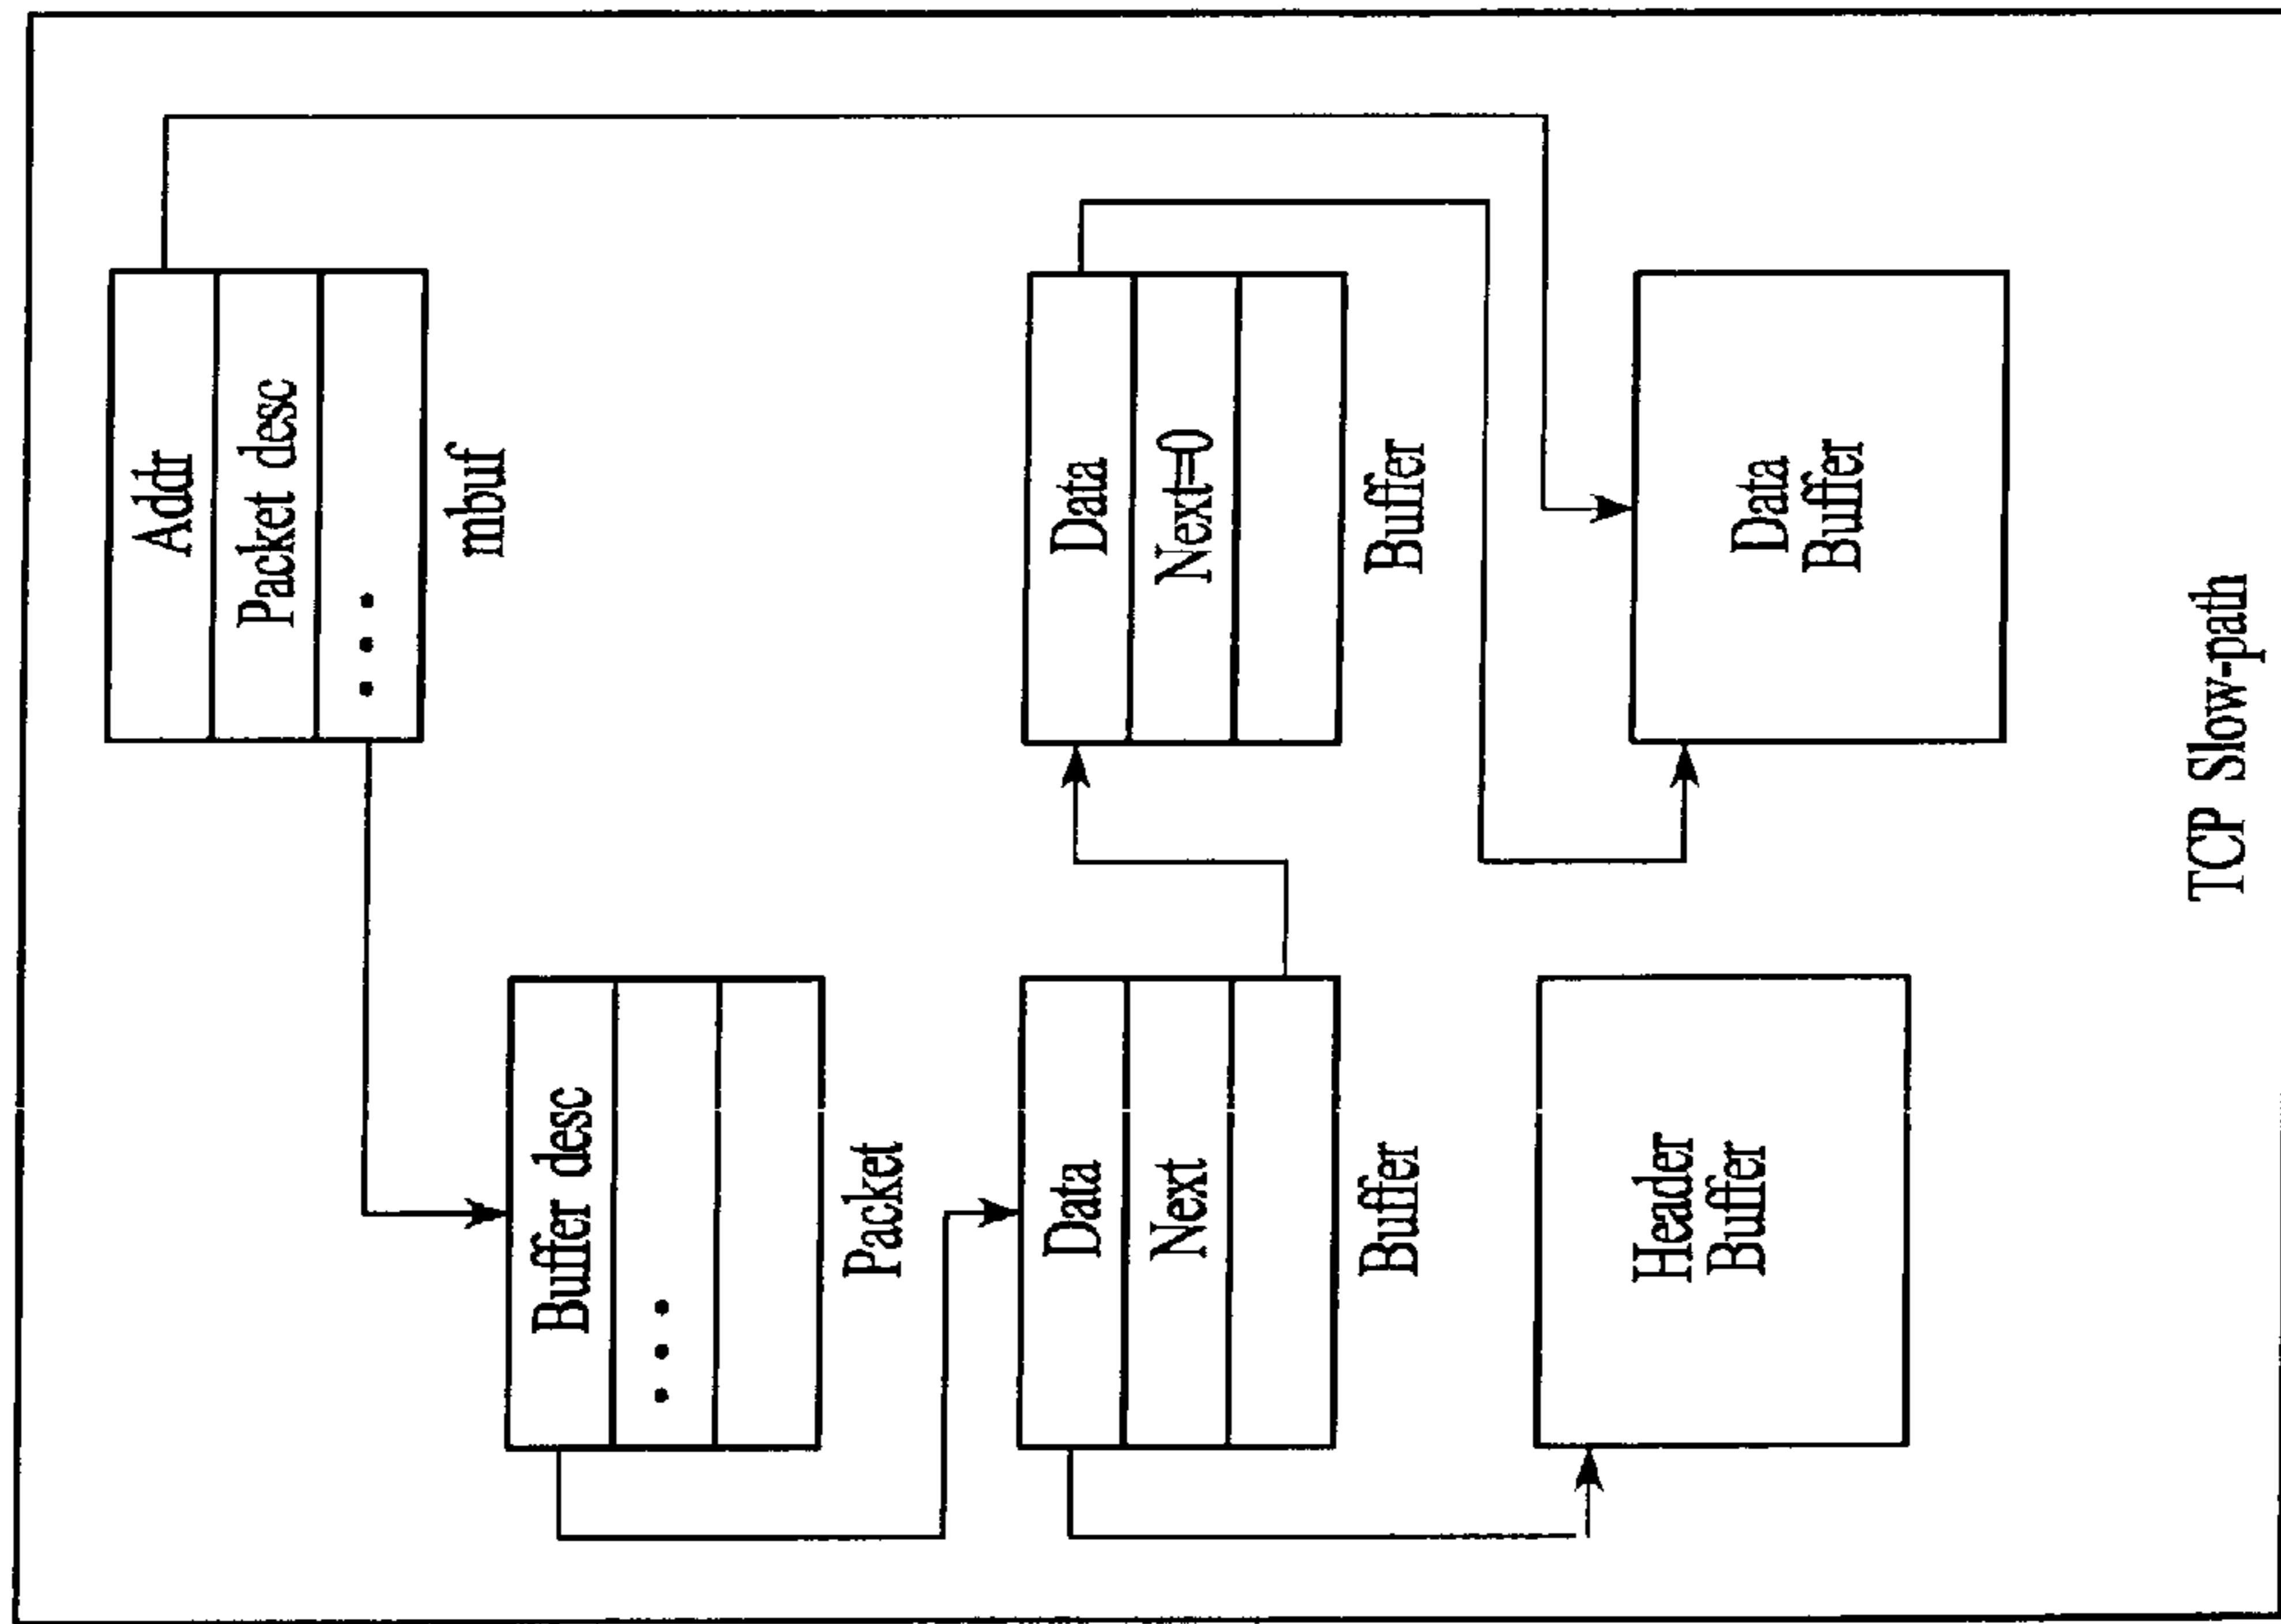 Addr
Packet desc
• • •
mbuf
Buffer desc
• • •
Packet
Data
Next
Buffer
Data
Next=0
Buffer
Header
Buffer
Data
Buffer
TCP Slow-path